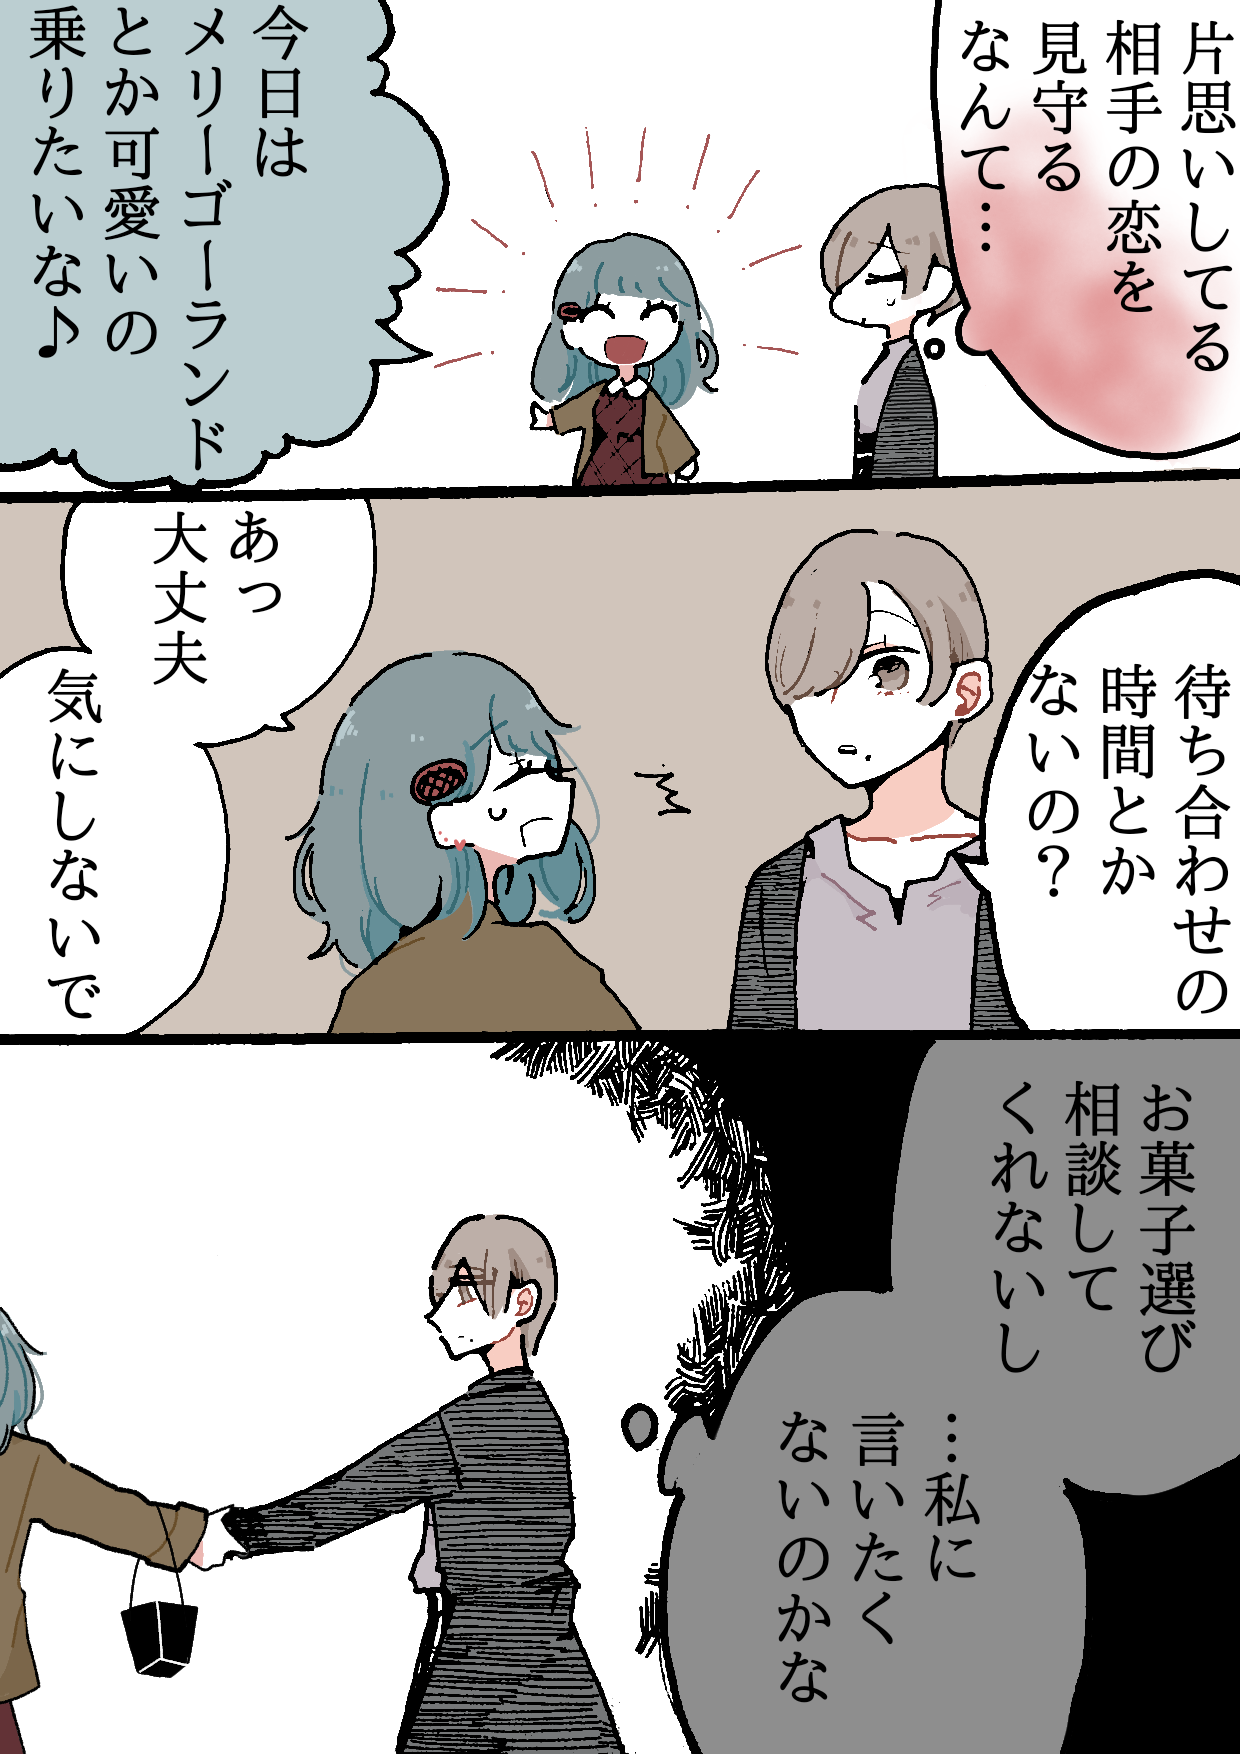 片思いしてる
相手の恋を
見守る
なんて…
今日は
メリーゴーランド
とか可愛いの
乗りたいな♪
待ち合わせの
時間とか
ないの？
あっ
大丈夫
気にしないで
お菓子選び
相談して
くれないし
…私に
言いたく
ないのかな